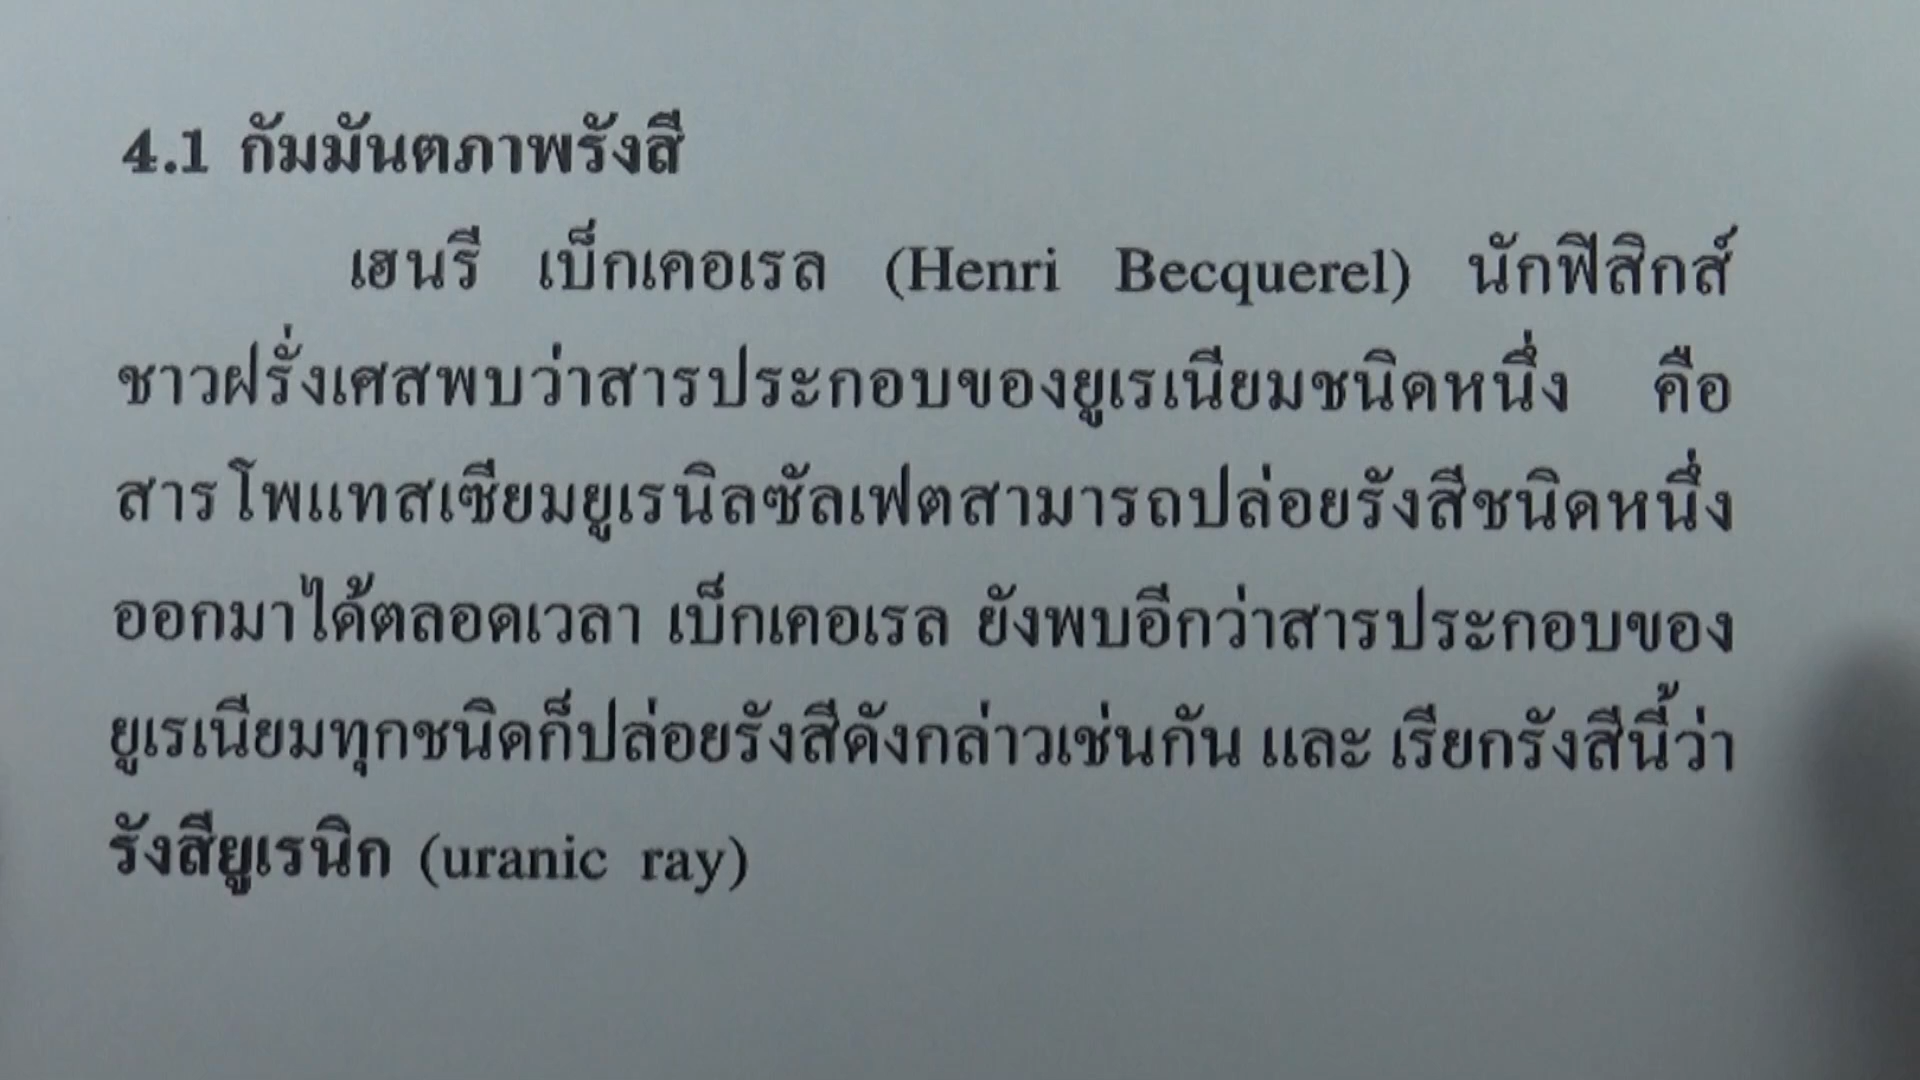 4.1 กัมมันตภาพรังสี
เฮนรี เบ็กเคอเรล (Henri Becquerel) นักฟีสิกส์
ชาวฝรั่งเศสพบว่าสารประกอบของยูเรเนียมชนิดหนึ่ง คือ
สารโพแทสเซียมยูเรนิลซัลเฟตสามารถปล่อยรังสีชนิดหนึ่ง
ออกมาได้ตลอดเวลา เบ็กเคอเรล ยังพบอีกว่าสารประกอบของ
ยูเรเนียมทุกชนิดก็ปล่อยรังสีดังกล่าวเช่นกัน และ เรียกรังสีนี้ว่า
รังสียูเรนิก (uranic ray)